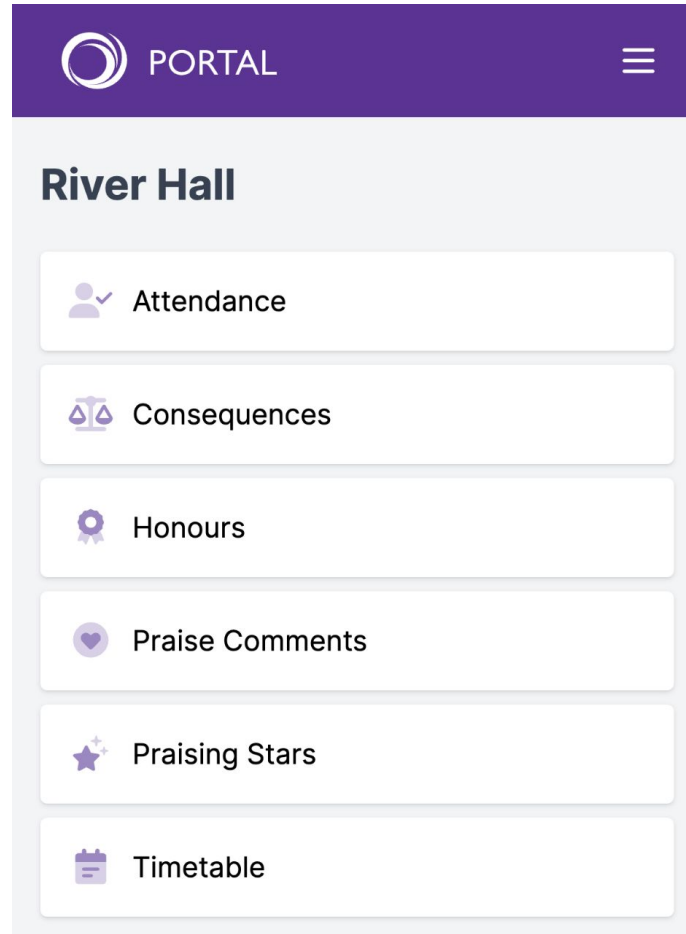 PORTAL
River Hall
Attendance
Consequences
Honours
Praise Comments
Praising Stars
Timetable